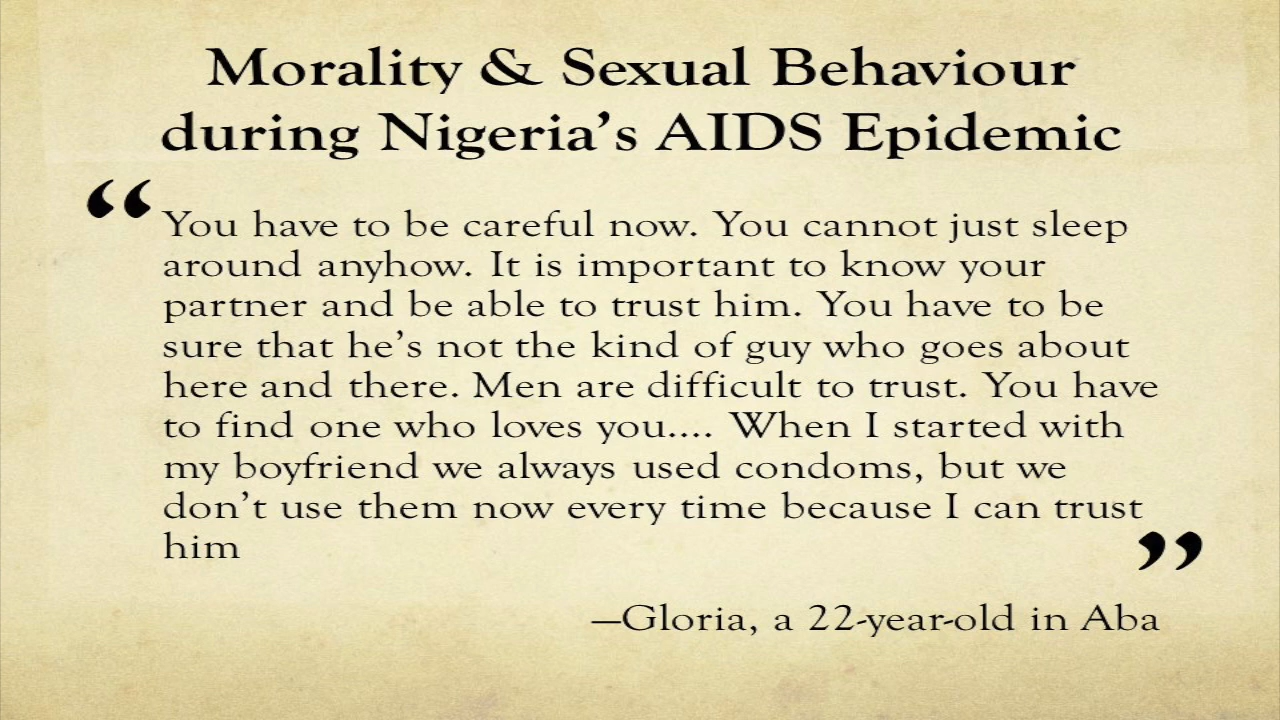 Morality & Sexual Behaviour
during Nigeria’s AIDS Epidemic
“You have to be careful now. You cannot just sleep
around anyhow. It is important to know your
partner and be able to trust him. You have to be
sure that he’s not the kind of guy who goes about
here and there. Men are difficult to trust. You have
to find one who loves you.... When I started with
my boyfriend we always used condoms, but we
don’t use them now every time because I can trust
him”
—Gloria, a 22-year-old in Aba